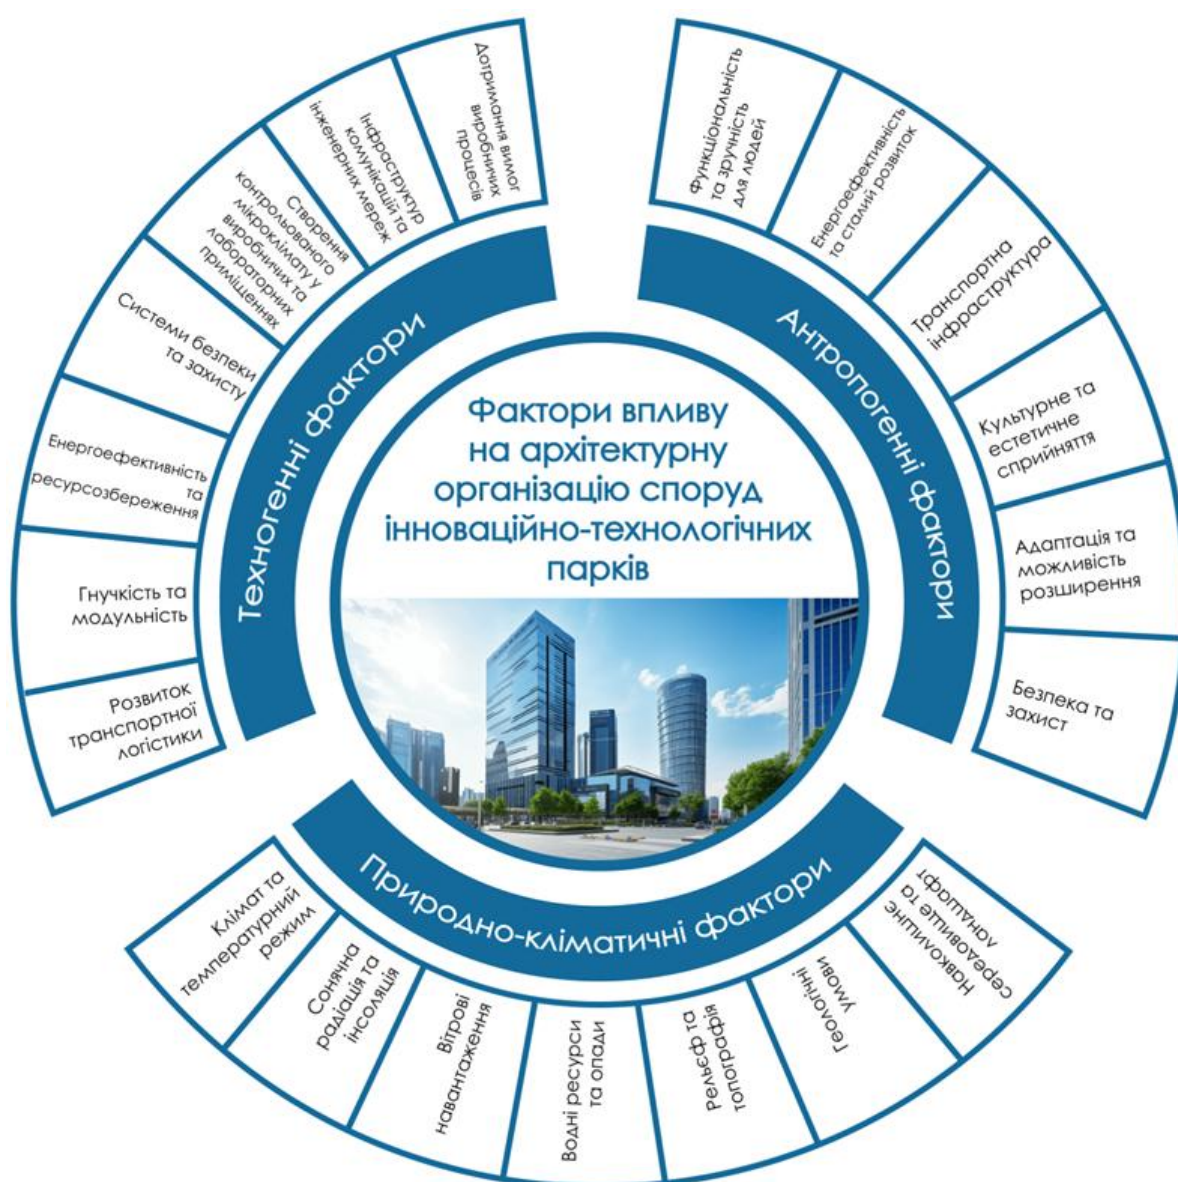 Фактори впливу
на архітектурну
організацію споруд
інноваційно-технологічних
парків
Техногенні фактори
Дотримання вимог
виробничих
процесів
Інфраструктур
комунікацій та
інженерних мереж
Створення
контрольованого
мікроклімату у
виробничих та
лабораторних
приміщеннях
Системи безпеки
та захисту
Енергоефективність
та
ресурсозбереження
Гнучкість та
модульність
Розвиток
транспортної
логістики
Антропогенні фактори
Функціональність
та зручність
для людей
Енергоефективність
та сталий розвиток
Транспортна
інфраструктура
Культурне та
естетичне
сприйняття
Адаптація та
можливість
розширення
Безпека та
захист
Природно-кліматичні фактори
Клімат та
температурний
режим
Сонячна
радіація та
інсоляція
Вітрові
навантаження
Водні ресурси
та опади
Рельєф та
топографія
Геологічні
умови
Навколишнє
середовище та
ландшафт